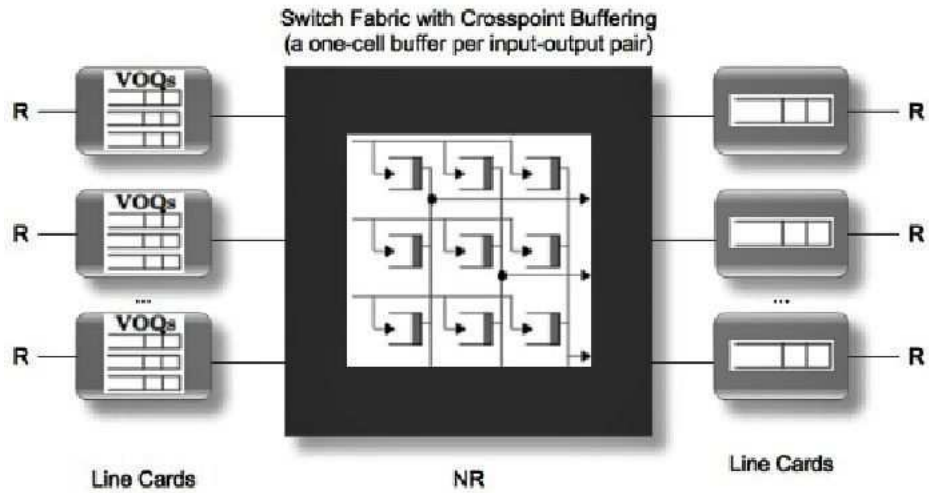 Switch Fabric with Crosspoint Buffering
(a one-cell buffer per input-output pair)
R
VOQs
R
R
VOQs
R
....
...
R
VOQs
R
Line Cards
NR
Line Cards